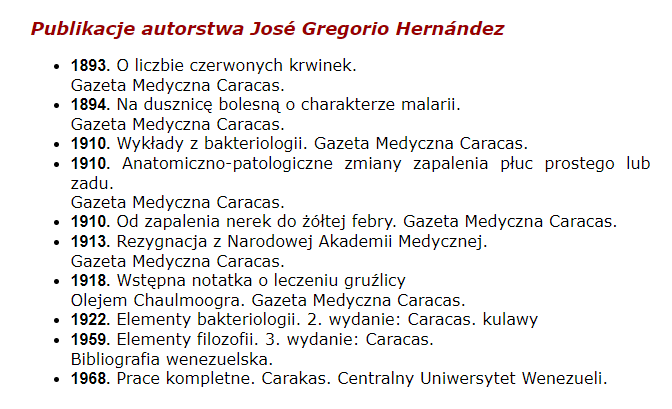 Publikacje autorstwa José Gregorio Hernández
1893. O liczbie czerwonych krwinek.
Gazeta Medyczna Caracas.
1894. Na dusznicę bolesną o charakterze malarii.
Gazeta Medyczna Caracas.
1910. Wykłady z bakteriologii. Gazeta Medyczna Caracas.
1910. Anatomiczno-patologiczne zmiany zapalenia płuc prostego lub
zadu.
Gazeta Medyczna Caracas.
1910. Od zapalenia nerek do żółtej febry. Gazeta Medyczna Caracas.
1913. Rezygnacja z Narodowej Akademii Medycznej.
Gazeta Medyczna Caracas.
1918. Wstępna notatka o leczeniu gruźlicy
Olejem Chaulmoogra. Gazeta Medyczna Caracas.
1922. Elementy bakteriologii. 2. wydanie: Caracas. kulawy
1959. Elementy filozofii. 3. wydanie: Caracas.
Bibliografia wenezuelska.
1968. Prace kompletne. Carakas. Centralny Uniwersytet Wenezueli.